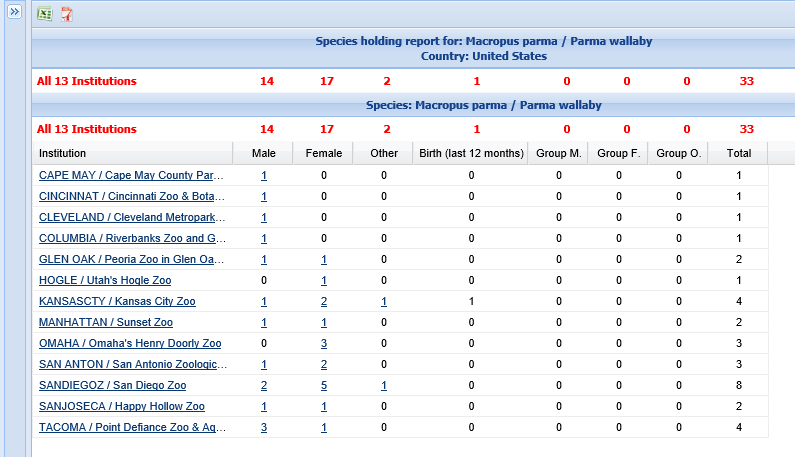 Species holding report for: Macropus parma / Parma wallaby
Country: United States
All 13 Institutions 14 17 2 1 0 0 0 33
Species: Macropus parma / Parma wallaby
All 13 Institutions 14 17 2 1 0 0 0 33
Institution Male Female Other Birth (last 12 months) Group M. Group F. Group O. Total
CAPE MAY / Cape May County Par... 1 0 0 0 0 0 0 1
CINCINNAT / Cincinnati Zoo & Bota... 1 0 0 0 0 0 0 1
CLEVELAND / Cleveland Metropark... 1 0 0 0 0 0 0 1
COLUMBIA / Riverbanks Zoo and G... 1 0 0 0 0 0 0 1
GLEN OAK / Peoria Zoo in Glen Oa... 1 1 0 0 0 0 0 2
HOGLE / Utah's Hogle Zoo 0 1 0 0 0 0 0 1
KANSASCTY / Kansas City Zoo 1 2 1 1 0 0 0 4
MANHATTAN / Sunset Zoo 1 1 0 0 0 0 0 2
OMAHA / Omaha's Henry Doorly Zoo 0 3 0 0 0 0 0 3
SAN ANTON / San Antonio Zoologic... 1 2 0 0 0 0 0 3
SANDIEGOZ / San Diego Zoo 2 5 1 0 0 0 0 8
SANJOSECA / Happy Hollow Zoo 1 1 0 0 0 0 0 2
TACOMA / Point Defiance Zoo & Aq... 3 1 0 0 0 0 0 4